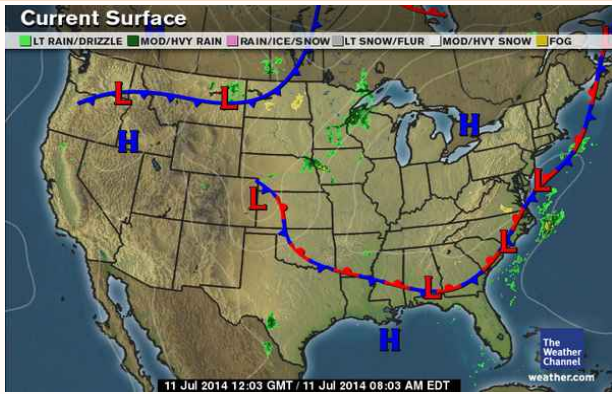 Current Surface
LT RAIN/DRIZZLE MOD/HVY RAIN RAIN/ICE/SNOW LT SNOW/FLUR MOD/HVY SNOW FOG
L
L
H
H
L
L
L
L
H
The
Weather
Channel
weather.com
11 Jul 2014 12:03 GMT / 11 Jul 2014 08:03 AM EDT